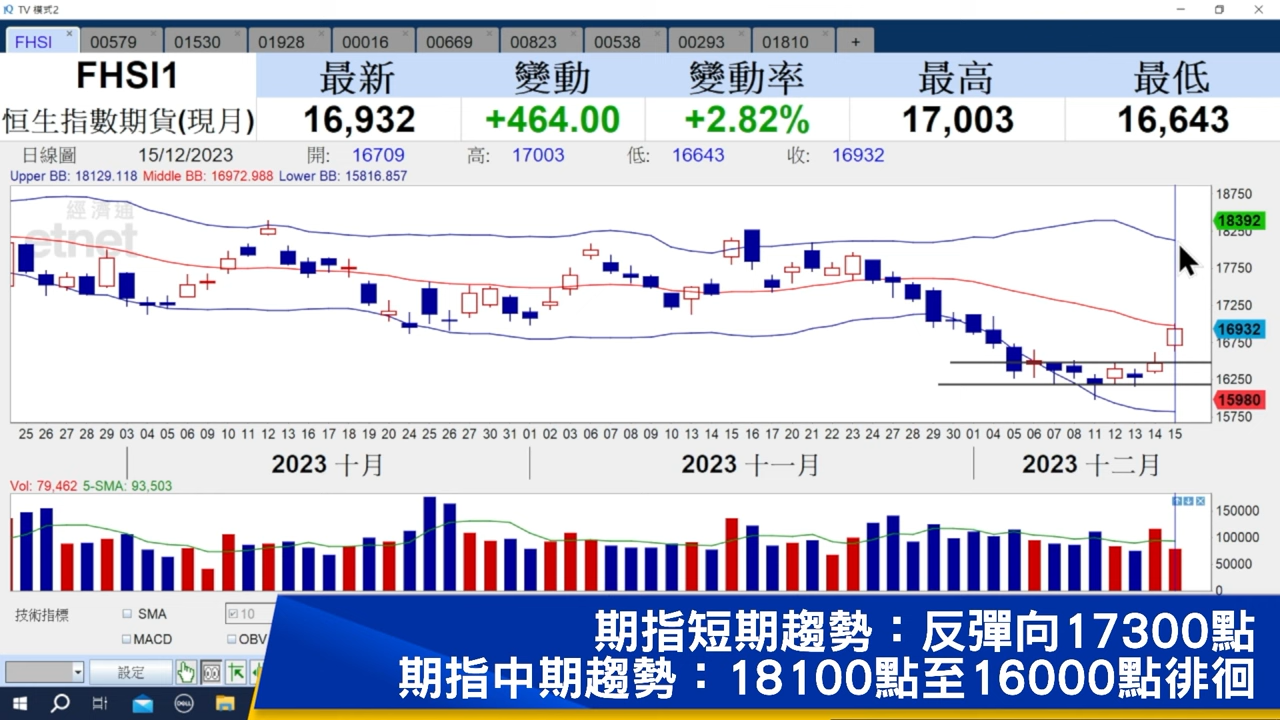 TV 模式2
FHSI 00579 01530 01928 00016 00669 00823 00538 00293 01810 +
FHSI1 最新 變動 變動率 最高 最低
恒生指數期貨(現月) 16,932 +464.00 +2.82% 17,003 16,643
日線圖 15/12/2023 開: 16709 高: 17003 低: 16643 收: 16932
Upper BB: 18129.118 Middle BB: 16972.988 Lower BB: 15816.857
經濟通
etnet
18750
18392
18250
17750
17250
16932
16750
16250
15980
15750
25 26 27 28 29 03 04 05 06 09 10 11 12 13 16 17 18 19 20 24 25 26 27 30 31 01 02 03 06 07 08 09 10 13 14 15 16 17 20 21 22 23 24 27 28 29 30 01 04 05 06 07 08 11 12 13 14 15
2023 十月 2023 十一月 2023 十二月
Vol: 79,462 5-SMA: 93,503
150000
100000
50000
0
技術指標 SMA 10
MACD OBV
設定
DELL
期指短期趨勢：反彈向17300點
期指中期趨勢：18100點至16000點徘徊